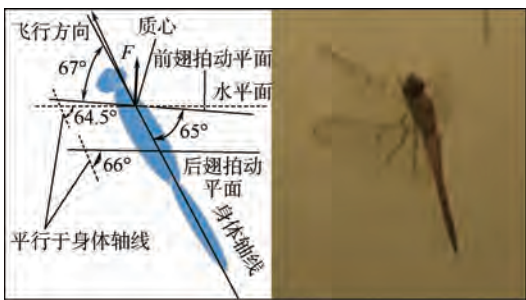 飞行方向
质心
F
前翅拍动平面
67°
水平面
64.5°
65°
66°
后翅拍动
平面
平行于身体轴线
身体轴线